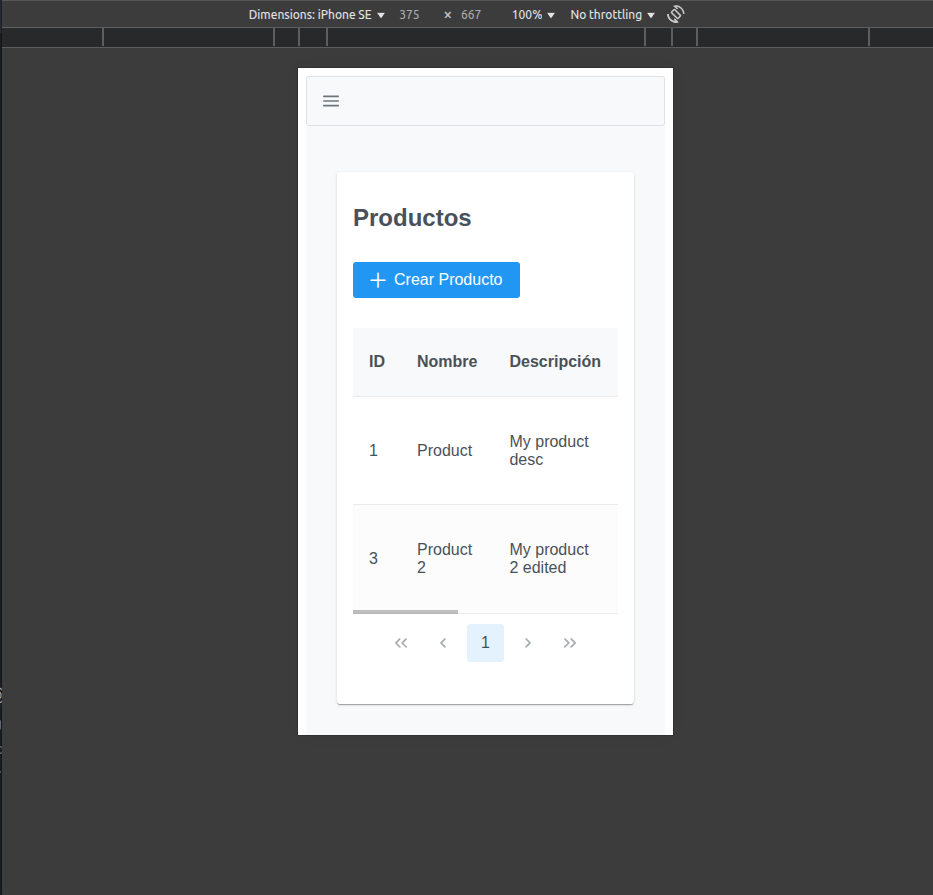 Dimensions: iPhone SE 375 × 667 100% No throttling
Productos
Crear Producto
ID Nombre Descripción
1 Product My product desc
3 Product 2 My product 2 edited
1